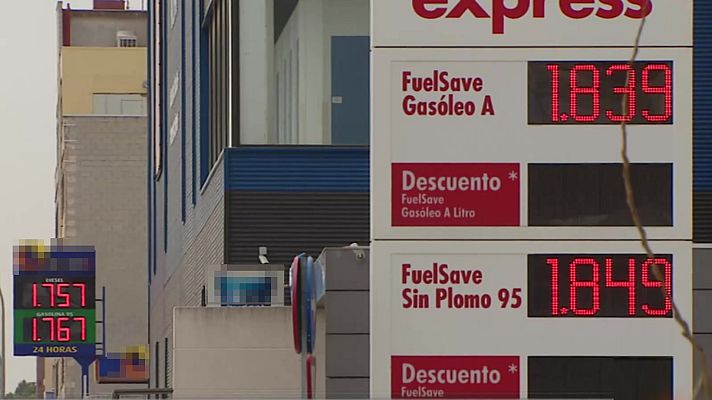 express
FuelSave
Gasóleo A
1.839
Descuento *
FuelSave
Gasóleo A Litro
FuelSave
Sin Plomo 95
1.849
Descuento *
FuelSave
DIESEL
1.757
GASOLINA 95
1.767
24 HORAS